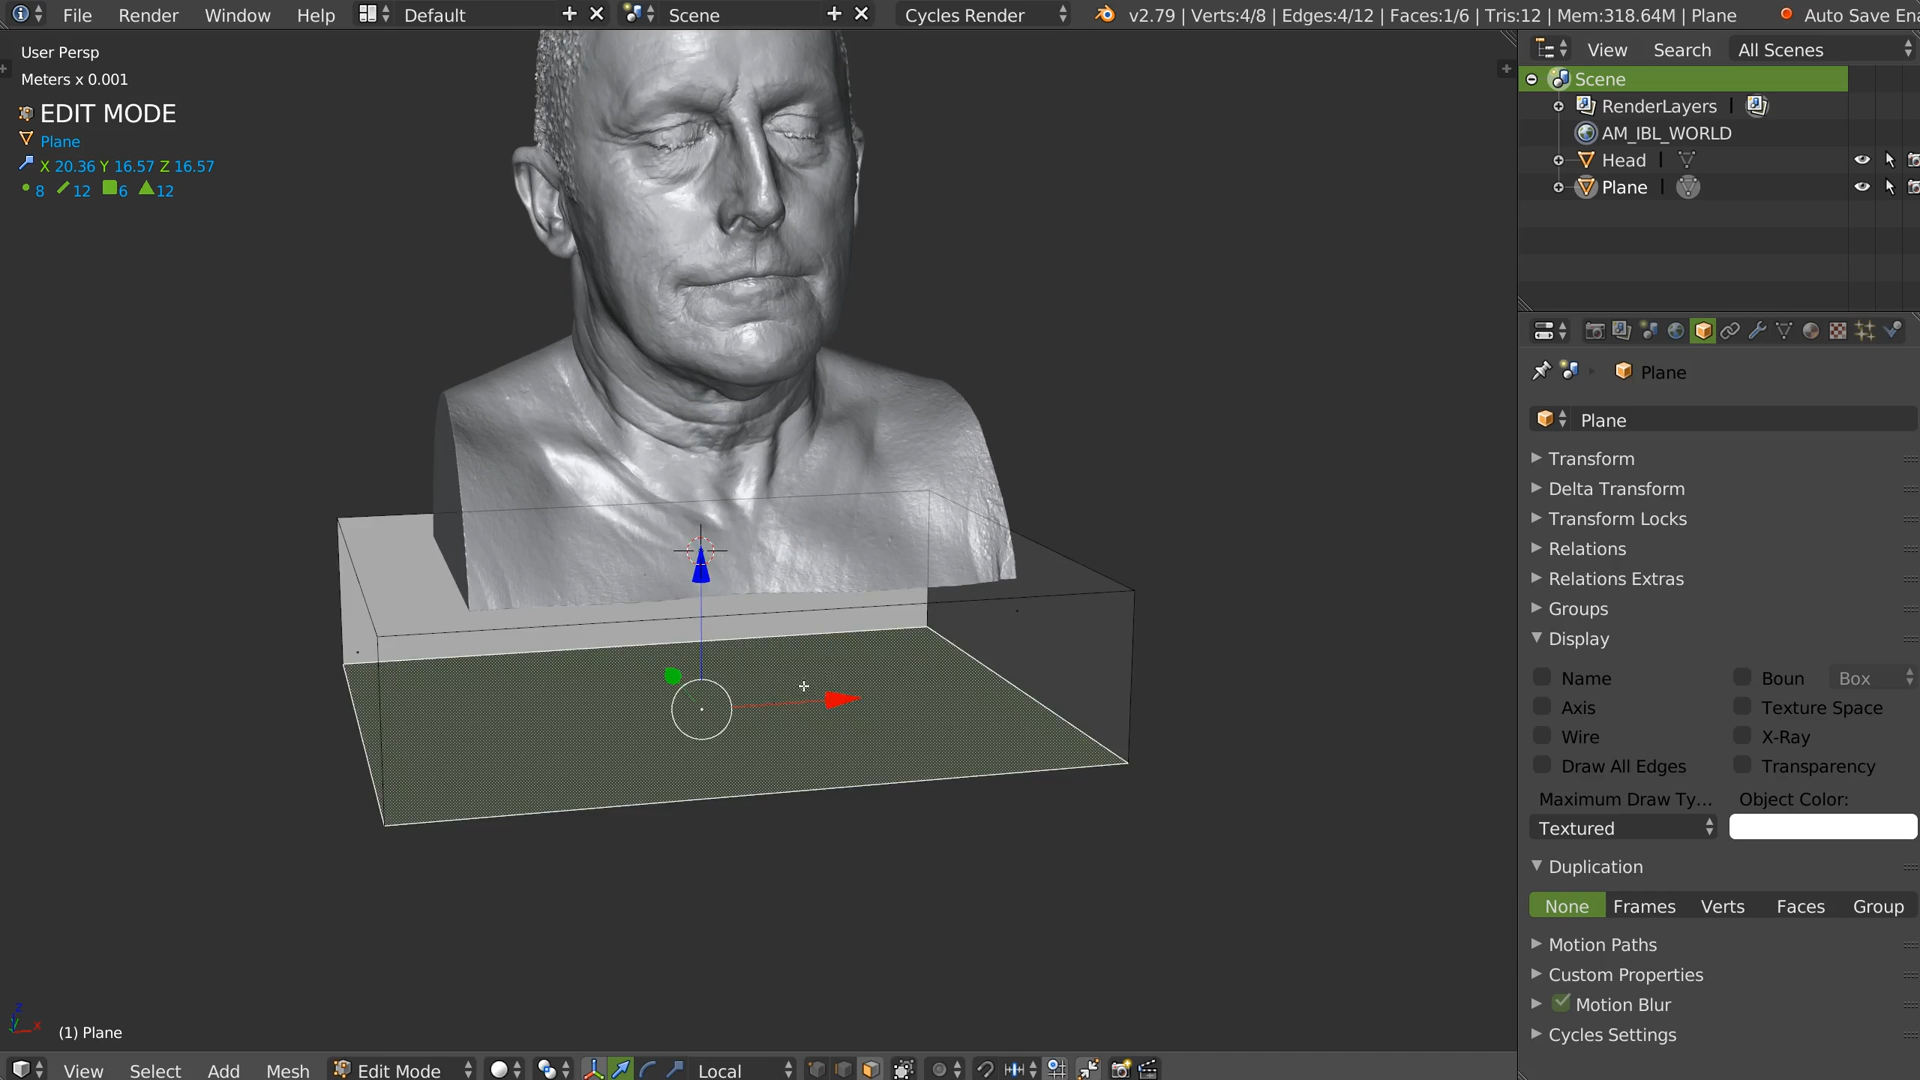 File Render Window Help Default Scene Cycles Render v2.79 | Verts:4/8 | Edges:4/12 | Faces:1/6 | Tris:12 | Mem:318.64M | Plane Auto Save Ena
User Persp
Meters x 0.001
EDIT MODE
Plane
X 20.36 Y 16.57 Z 16.57
8 12 6 12
(1) Plane
View Select Add Mesh Edit Mode Local
View Search All Scenes
Scene
RenderLayers |
AM_IBL_WORLD
Head |
Plane |
Plane
Plane
Transform
Delta Transform
Transform Locks
Relations
Relations Extras
Groups
Display
Name Boun Box
Axis Texture Space
Wire X-Ray
Draw All Edges Transparency
Maximum Draw Ty... Object Color:
Textured
Duplication
None Frames Verts Faces Group
Motion Paths
Custom Properties
Motion Blur
Cycles Settings
z
x